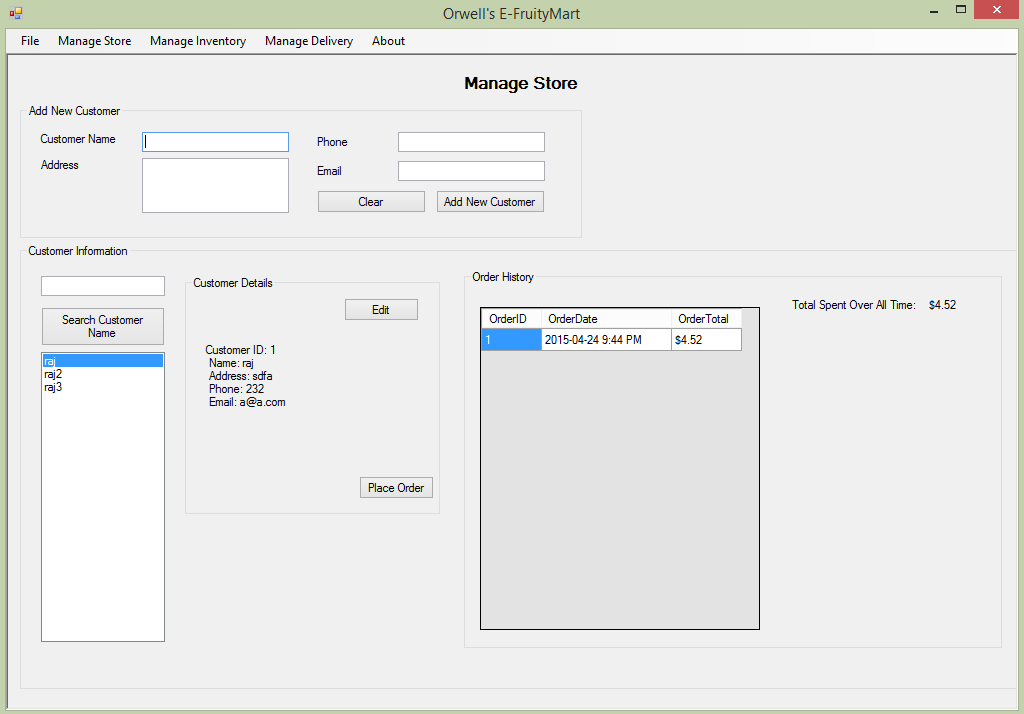 Orwell's E-FruityMart
File Manage Store Manage Inventory Manage Delivery About
Manage Store
Add New Customer
Customer Name
Phone
Address
Email
Clear Add New Customer
Customer Information
Search Customer
Name
raj
raj2
raj3
Customer Details
Edit
Customer ID: 1
Name: raj
Address: sdfa
Phone: 232
Email: a@a.com
Place Order
Order History
OrderID OrderDate OrderTotal
1 2015-04-24 9:44 PM $4.52
Total Spent Over All Time: $4.52